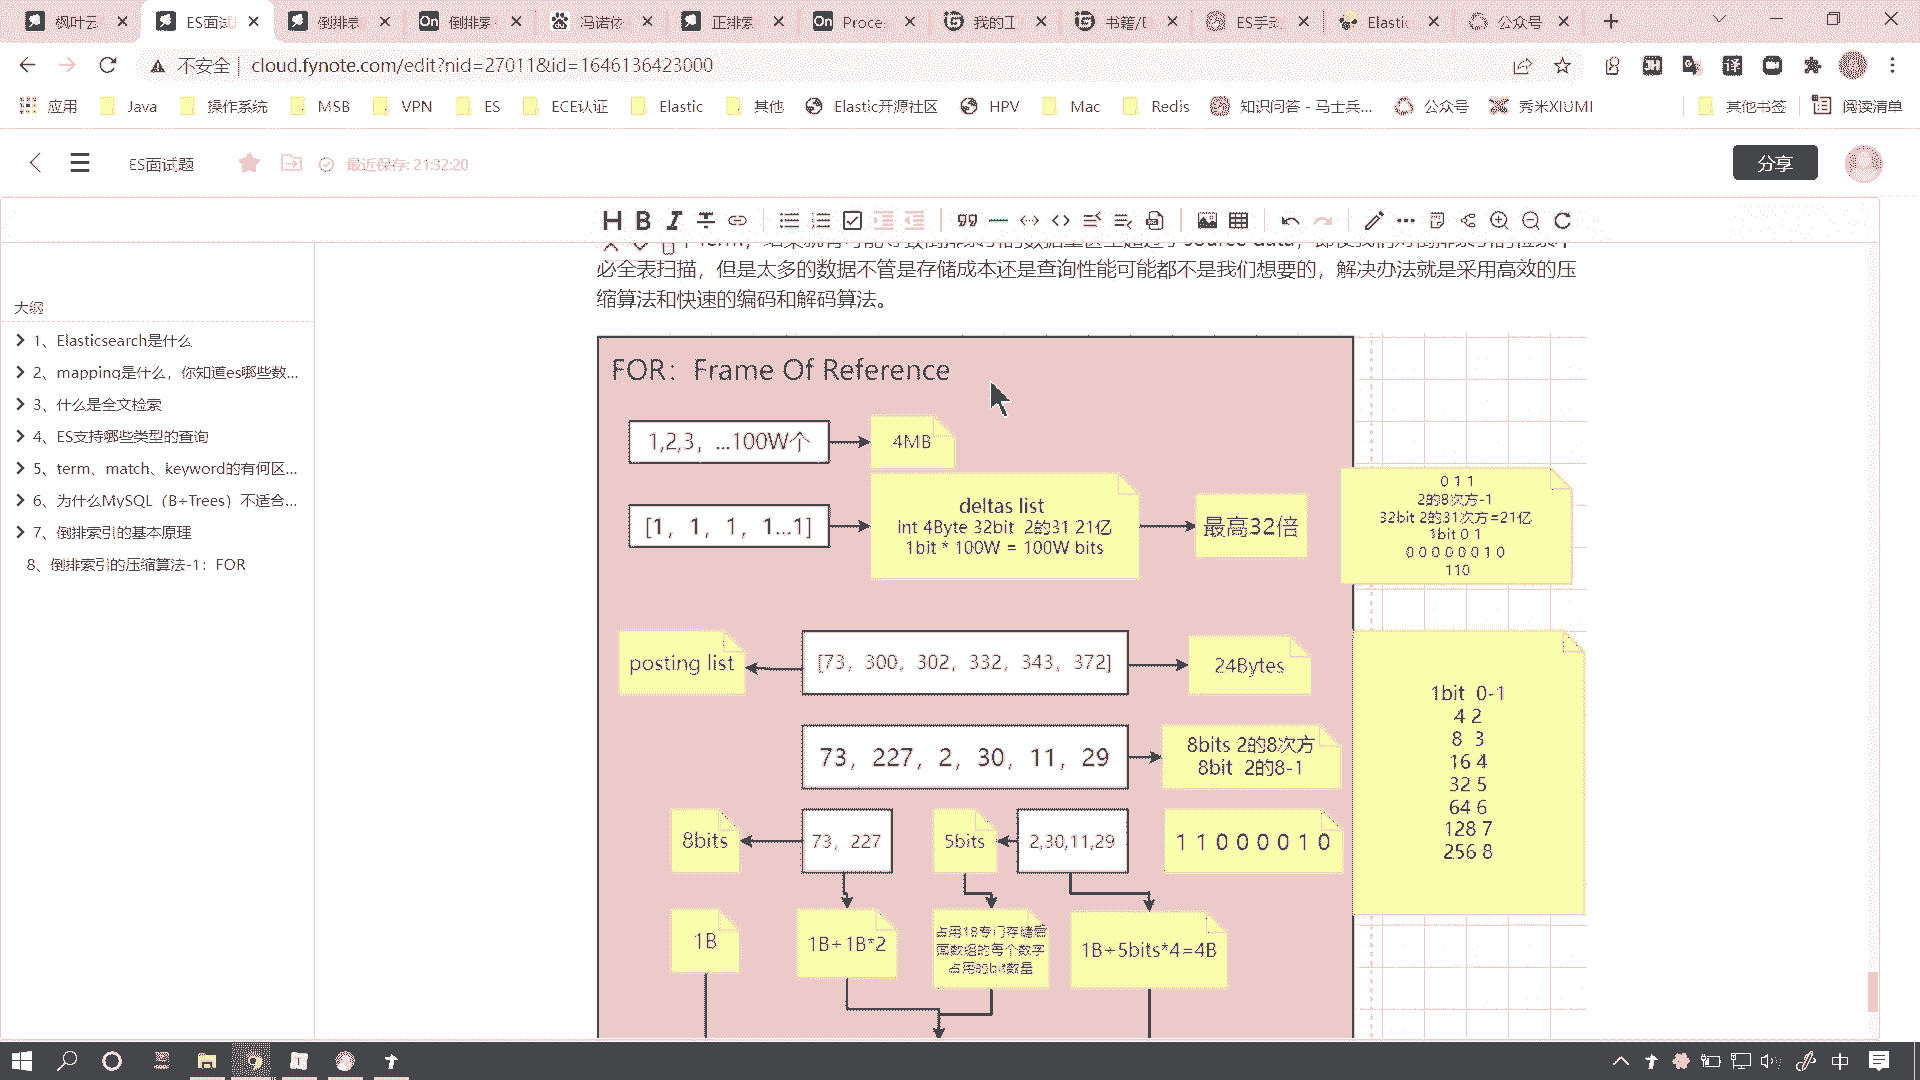 枫叶云
ES面试
倒排索
On 倒排索
冯诺依
正排索
On Proce
我的工
书籍/
ES手
Elastic
公众号
不安全 | cloud.fynote.com/edit?nid=27011&id=1646136423000
应用 Java 操作系统 MSB VPN ES ECE认证 Elastic 其他 Elastic开源社区 HPV Mac Redis 知识问答 - 马士兵... 公众号 秀米XIUMI 其他书签 阅读清单
ES面试题
最近保存: 21:32:20
分享
大纲
1、Elasticsearch是什么
2、mapping是什么，你知道es哪些数...
3、什么是全文检索
4、ES支持哪些类型的查询
5、term、match、keyword的有何区...
6、为什么MySQL（B+Trees）不适合...
7、倒排索引的基本原理
8、倒排索引的压缩算法-1：FOR
必全表扫描，但是太多的数据不管是存储成本还是查询性能可能都不是我们想要的，解决办法就是采用高效的压
缩算法和快速的编码和解码算法。
FOR：Frame Of Reference
1,2,3，...100W个
4MB
[1，1，1，1...1]
deltas list
int 4Byte 32bit 2的31 21亿
1bit * 100W = 100W bits
最高32倍
0 1 1
2的8次方-1
32bit 2的31次方=21亿
1bit 0 1
0 0 0 0 0 0 1 0
110
posting list
[73，300，302，332，343，372]
24Bytes
73，227，2，30，11，29
8bits 2的8次方
8bit 2的8-1
1bit 0-1
4 2
8 3
16 4
32 5
64 6
128 7
256 8
8bits
73，227
5bits
2,30,11,29
1 1 0 0 0 0 1 0
1B
1B+1B*2
占用1B专门存储后
面数组的每个数字
占用的bit数量
1B+5bits*4=4B
中